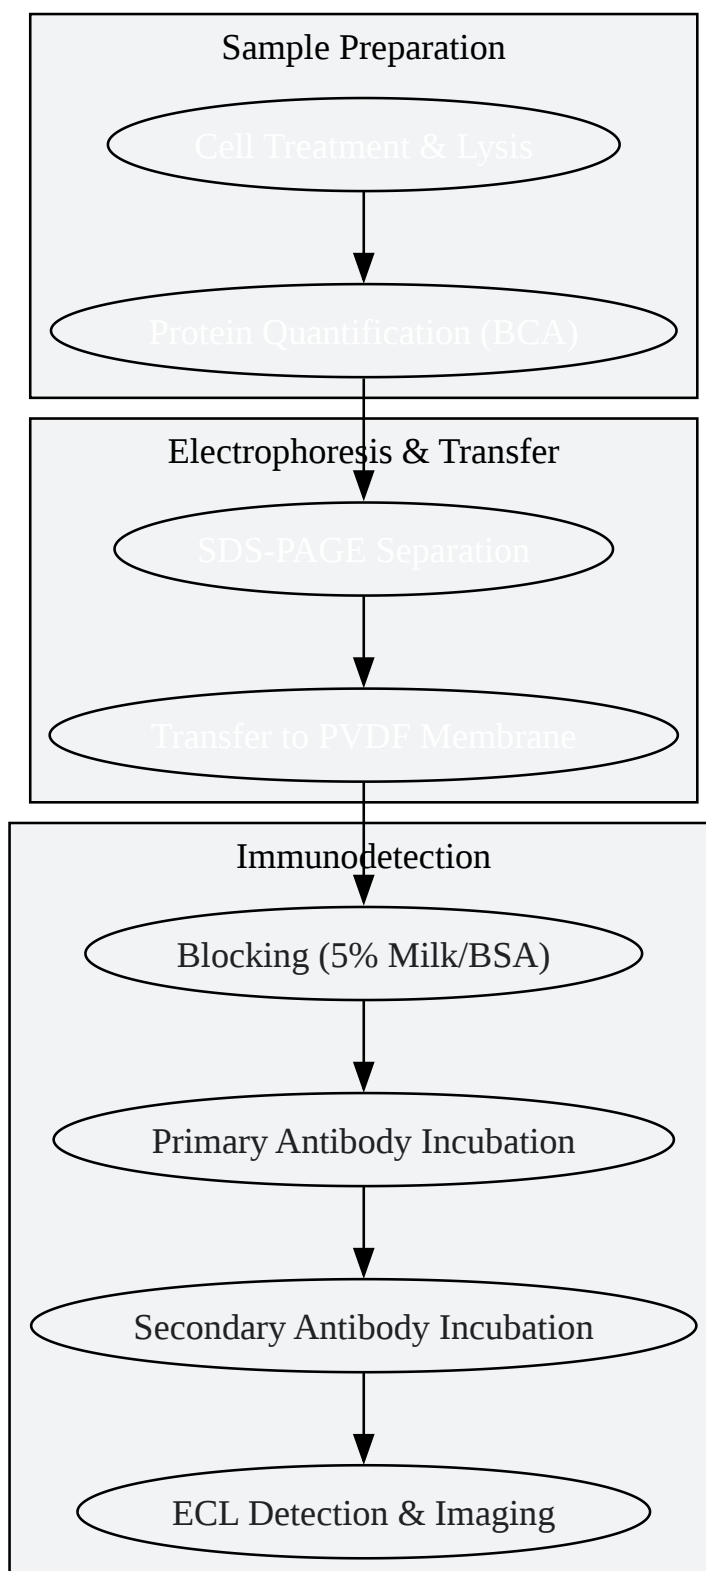 Sample Preparation
Cell Treatment & Lysis
Protein Quantification (BCA)
Electrophoresis & Transfer
SDS-PAGE Separation
Transfer to PVDF Membrane
Immunodetection
Blocking (5% Milk/BSA)
Primary Antibody Incubation
Secondary Antibody Incubation
ECL Detection & Imaging